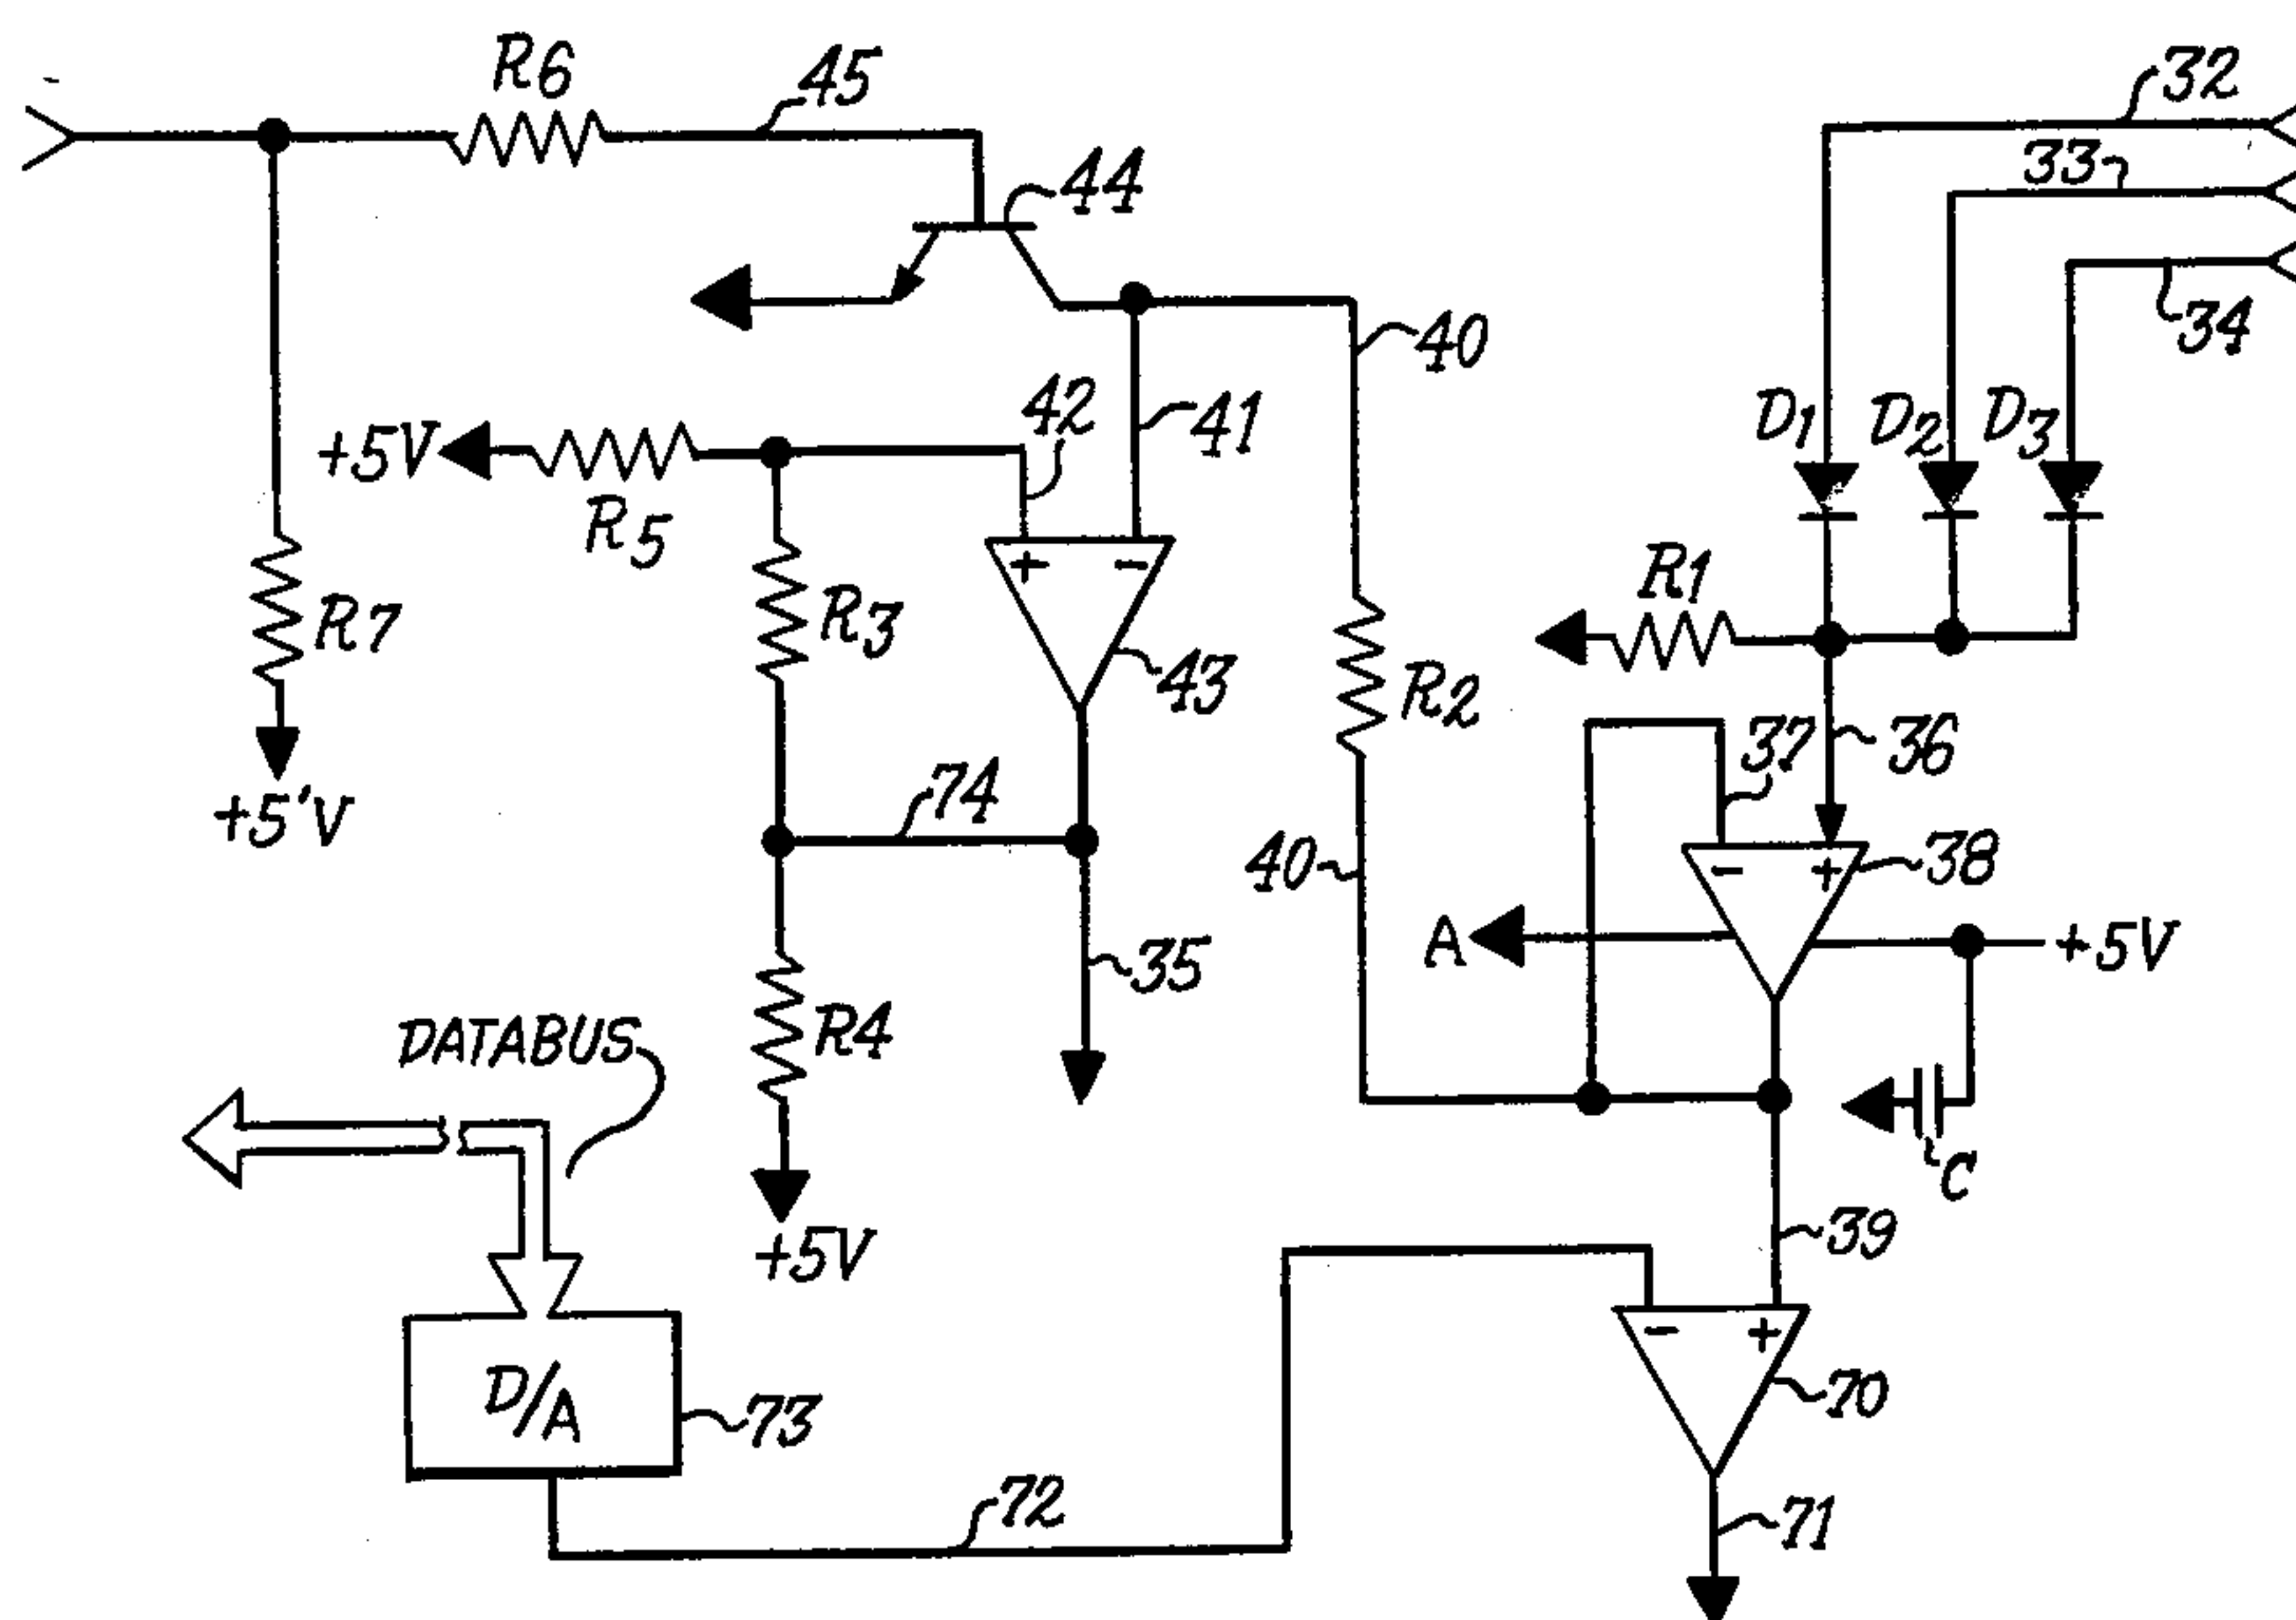 R6
45
32
33
44
34
40
42
41
D1
D2
D3
+5V
R5
R1
R7
R3
43
R2
37
36
74
+5'V
40
38
A
+5V
35
R4
DATABUS
C
39
+5V
+ -
- +
- +
D/A
73
70
72
71